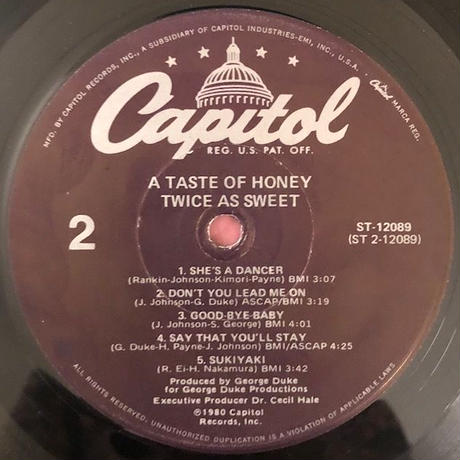 MFD. BY CAPITOL RECORDS, INC., A SUBSIDIARY OF CAPITOL INDUSTRIES-EMI, INC., U.S.A.
Capitol MARCA REG.
Capitol
REG. U.S. PAT. OFF.
A TASTE OF HONEY
TWICE AS SWEET
2
ST-12089
(ST 2-12089)
1. SHE'S A DANCER
(Rankin-Johnson-Kimori-Payne) BMI 3:07
2. DON'T YOU LEAD ME ON
(J. Johnson-G. Duke) ASCAP/BMI 3:19
3. GOOD-BYE BABY
(J. Johnson-S. George) BMI 4:01
4. SAY THAT YOU'LL STAY
(G. Duke-H. Payne-J. Johnson) BMI/ASCAP 4:25
5. SUKIYAKI
(R. Ei-H. Nakamura) BMI 3:42
Produced by George Duke
for George Duke Productions
Executive Producer Dr. Cecil Hale
℗ 1980 Capitol
Records, Inc.
ALL RIGHTS RESERVED. UNAUTHORIZED DUPLICATION IS A VIOLATION OF APPLICABLE LAWS.